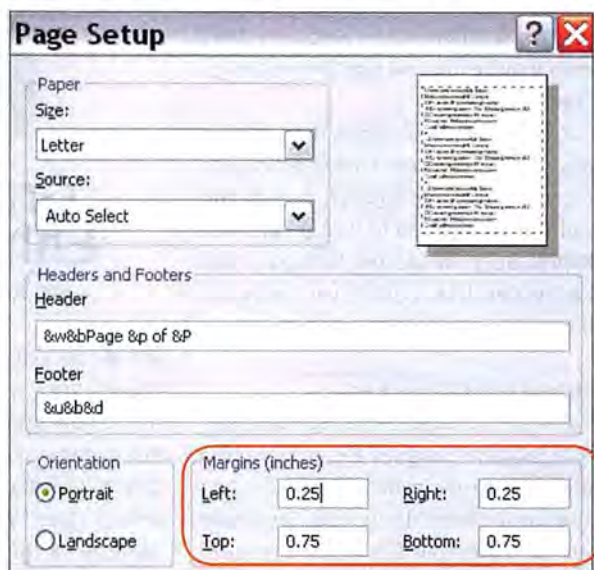 Page Setup ?
Paper
Size:
Letter
Source:
Auto Select
Headers and Footers
Header
&w&bPage &p of &P
Footer
&u&b&d
Orientation
Portrait
Landscape
Margins (inches)
Left: 0.25 Right: 0.25
Top: 0.75 Bottom: 0.75